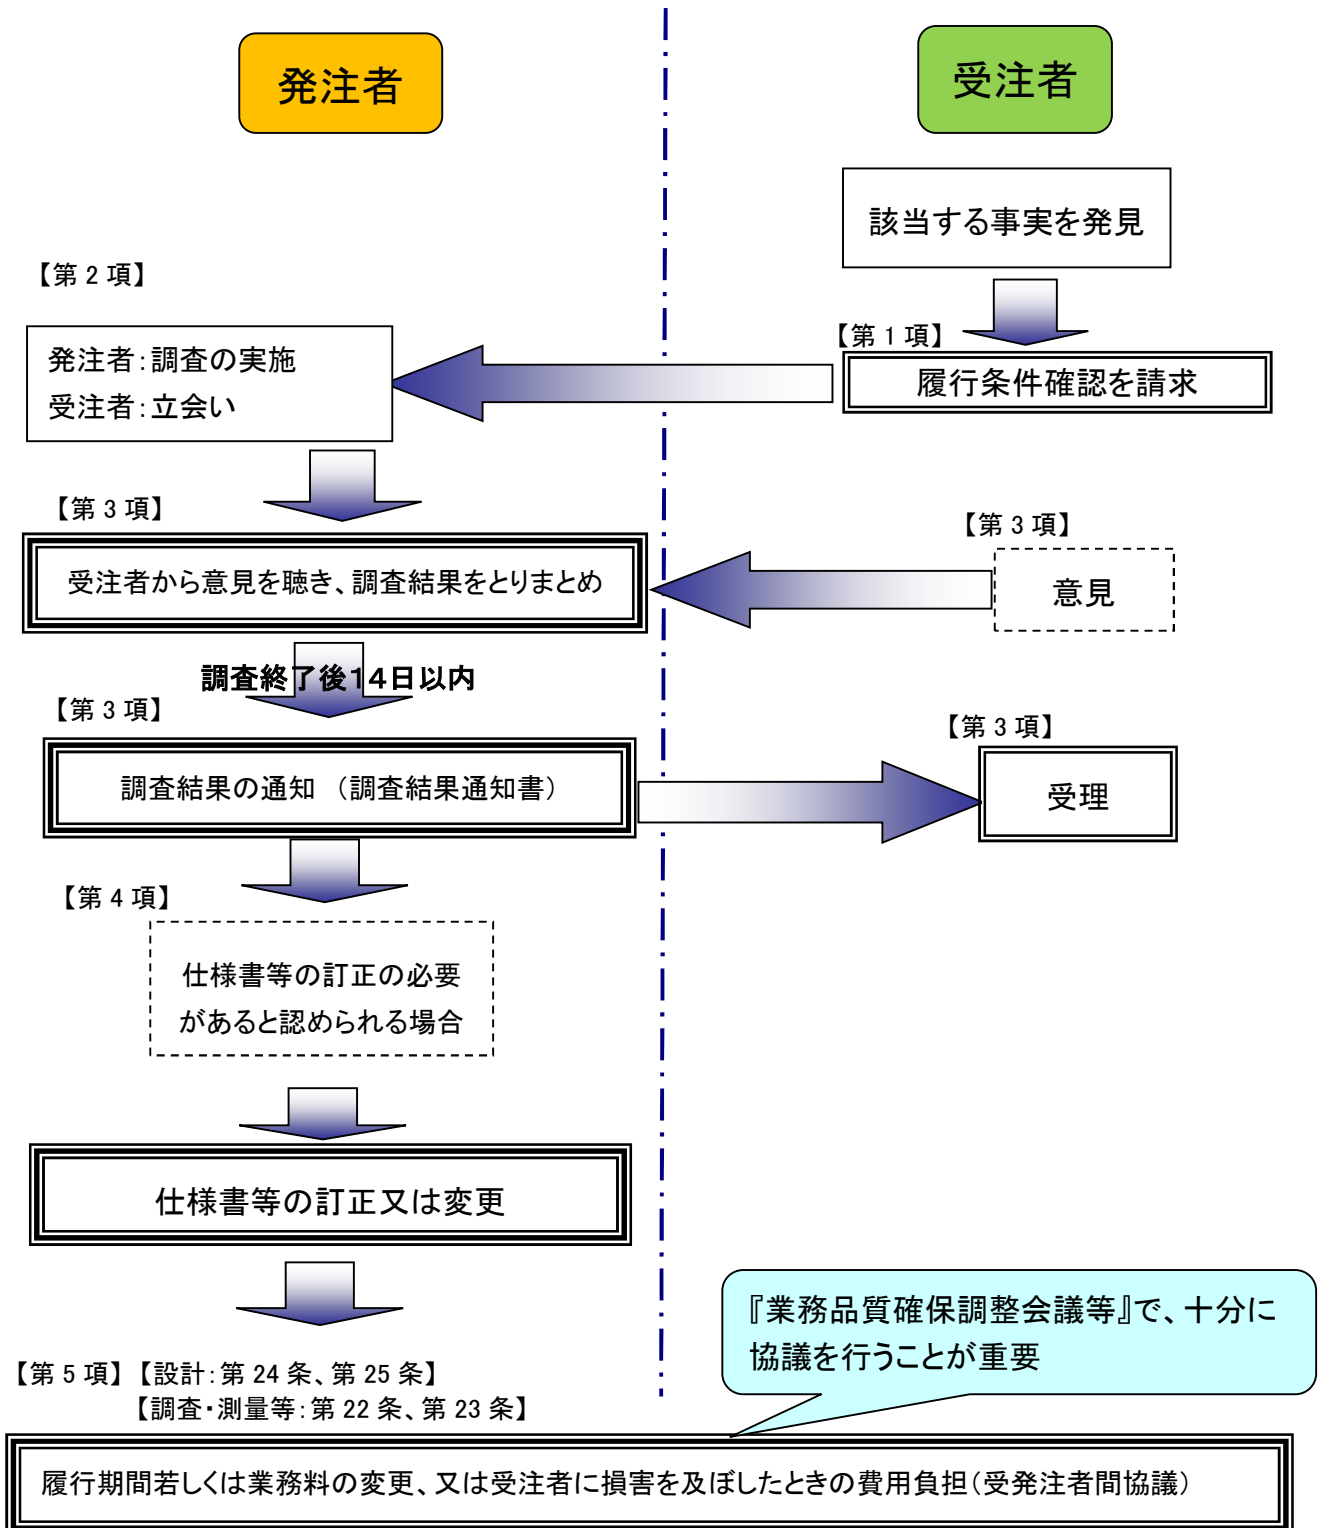 発注者
受注者
該当する事実を発見
【第2項】
【第1項】
発注者:調査の実施
受注者:立会い
履行条件確認を請求
【第3項】
【第3項】
受注者から意見を聴き、調査結果をとりまとめ
意見
調査終了後14日以内
【第3項】
【第3項】
調査結果の通知 (調査結果通知書)
受理
【第4項】
仕様書等の訂正の必要
があると認められる場合
仕様書等の訂正又は変更
『業務品質確保調整会議等』で、十分に
協議を行うことが重要
【第5項】【設計:第24条、第25条】
【調査・測量等:第22条、第23条】
履行期間若しくは業務料の変更、又は受注者に損害を及ぼしたときの費用負担(受発注者間協議)